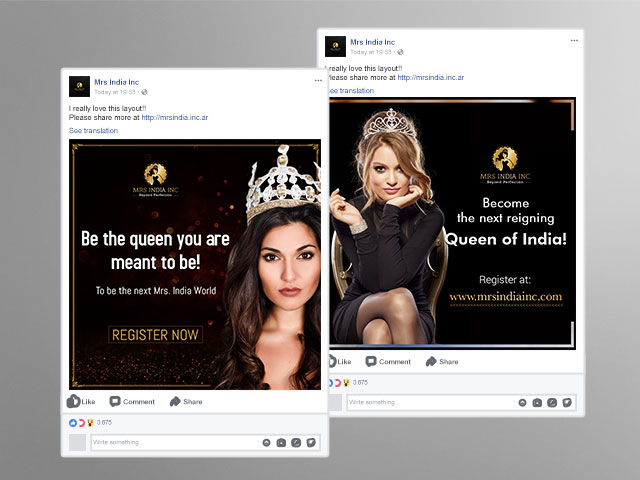 Mrs India Inc
Today at 19:33
I really love this layout!!
Please share more at http://mrsindia.inc.ar
See translation
MRS INDIA INC
Beyond Perfection
Be the queen you are
meant to be!
To be the next Mrs. India World
REGISTER NOW
Like
Comment
Share
3.675
Write something
Mrs India Inc
Today at 19:33
I really love this layout!!
Please share more at http://mrsindia.inc.ar
See translation
MRS INDIA INC
Beyond Perfection
Become
the next reigning
Queen of India!
Register at:
www.mrsindiainc.com
Like
Comment
Share
3.675
Write something